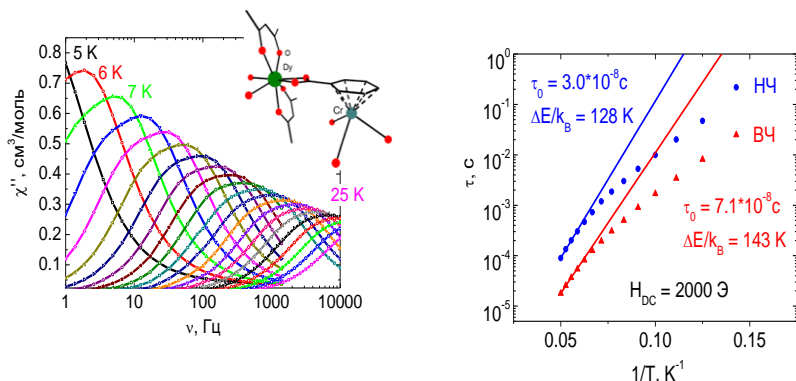 0.8
0.7
0.6
0.5
0.4
0.3
0.2
0.1
χ'', см³/моль
5 K
6 K
7 K
25 K
1
10
100
1000
10000
ν, Гц
O
Dy
Cr
10⁰
10⁻¹
10⁻²
10⁻³
10⁻⁴
10⁻⁵
τ, с
τ₀ = 3.0*10⁻⁸с
ΔE/k_B = 128 K
НЧ
ВЧ
τ₀ = 7.1*10⁻⁸с
ΔE/k_B = 143 K
H_DC = 2000 Э
0.05
0.10
0.15
1/T, K⁻¹